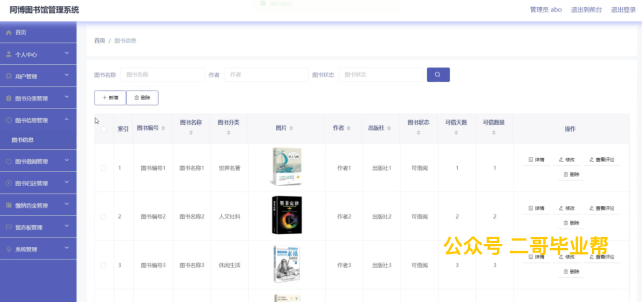 阿博图书馆管理系统
管理员 abo 退出到前台 退出登录
首页
个人中心
用户管理
图书分类管理
图书信息管理
图书信息
图书借阅管理
图书归还管理
缴纳罚金管理
留言板管理
系统管理
首页 / 图书信息
图书名称 图书名称 作者 作者 图书状态 图书状态
+ 新增 删除
索引 图书编号 图书名称 图书分类 图片 作者 出版社 图书状态 可借天数 可借数量 操作
1 图书编号1 图书名称1 世界名著 作者1 出版社1 可借阅 1 1 详情 修改 查看评论
删除
2 图书编号2 图书名称2 人文社科 作者2 出版社2 可借阅 2 2 详情 修改 查看评论
删除
公众号 二哥毕业帮
3 图书编号3 图书名称3 休闲生活 作者3 出版社3 可借阅 3 3 详情 修改 查看评论
删除